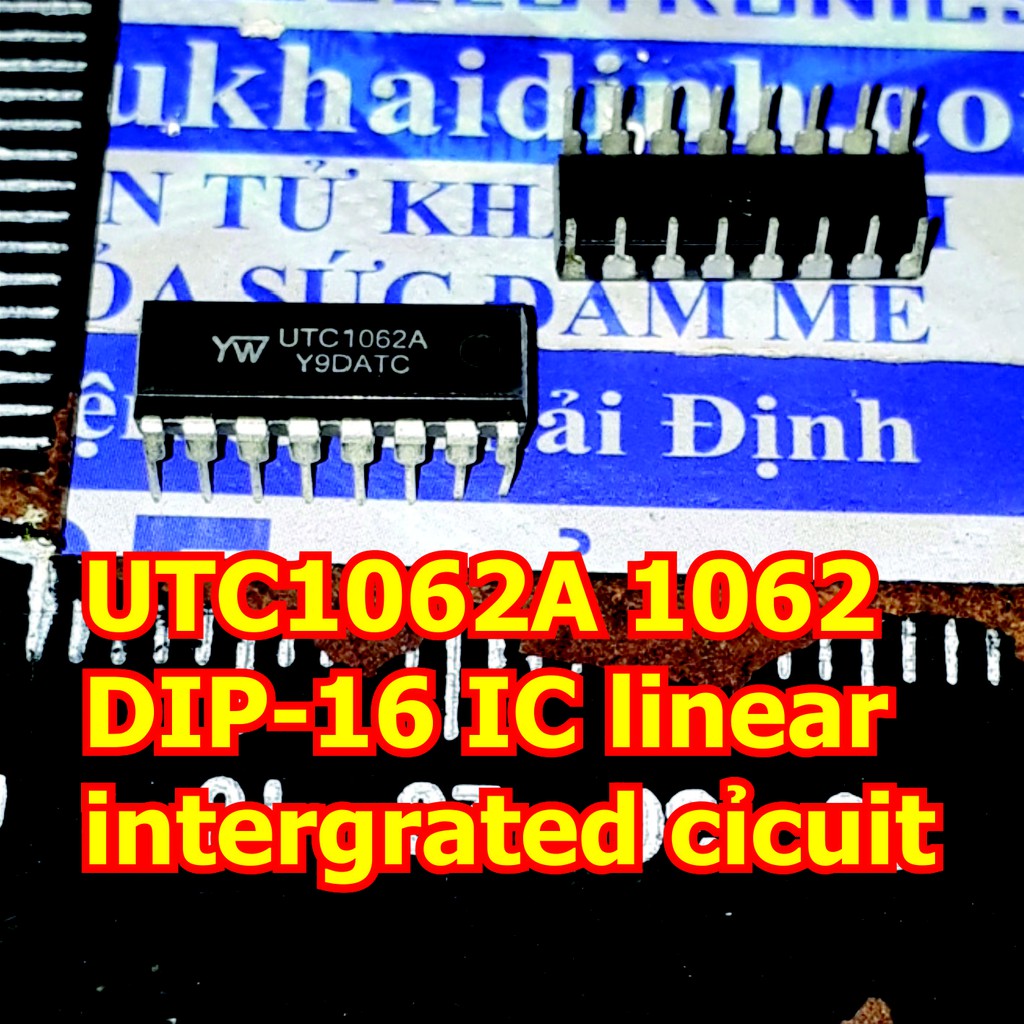 ukhaidinh.co
N TỬ KH
ÓA SỨC ĐAM MÊ
ải Định
YW UTC1062A
Y9DATC
UTC1062A 1062
DIP-16 IC linear
intergrated cỉcuit